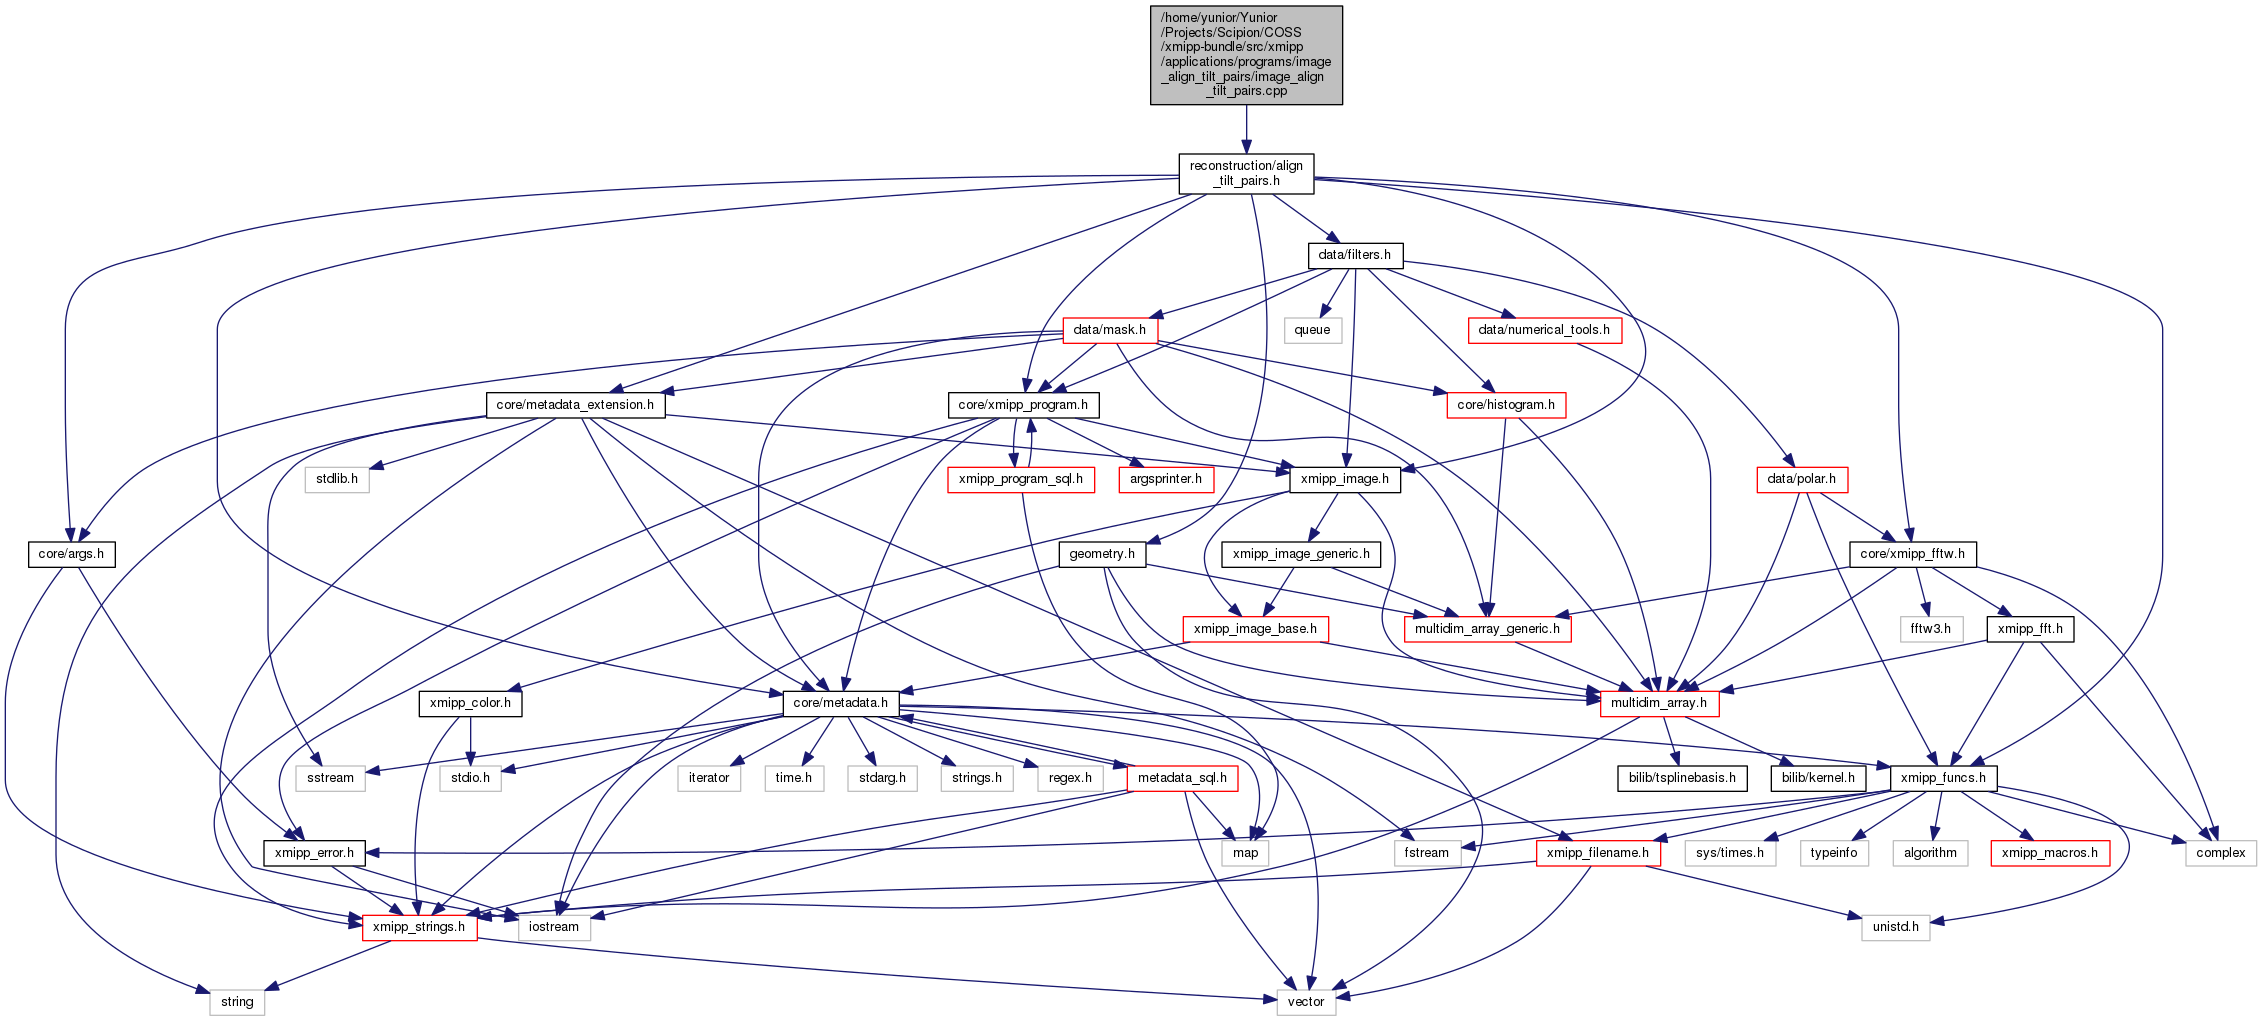 /home/yunior/Yunior
/Projects/Scipion/COSS
/xmipp-bundle/src/xmipp
/applications/programs/image
_align_tilt_pairs/image_align
_tilt_pairs.cpp
reconstruction/align
_tilt_pairs.h
data/filters.h
data/mask.h
queue
data/numerical_tools.h
core/metadata_extension.h
core/xmipp_program.h
core/histogram.h
stdlib.h
xmipp_program_sql.h
argsprinter.h
xmipp_image.h
data/polar.h
core/args.h
geometry.h
xmipp_image_generic.h
core/xmipp_fftw.h
xmipp_image_base.h
multidim_array_generic.h
fftw3.h
xmipp_fft.h
xmipp_color.h
core/metadata.h
multidim_array.h
sstream
stdio.h
iterator
time.h
stdarg.h
strings.h
regex.h
metadata_sql.h
bilib/tsplinebasis.h
bilib/kernel.h
xmipp_funcs.h
xmipp_error.h
map
fstream
xmipp_filename.h
sys/times.h
typeinfo
algorithm
xmipp_macros.h
complex
xmipp_strings.h
iostream
unistd.h
string
vector